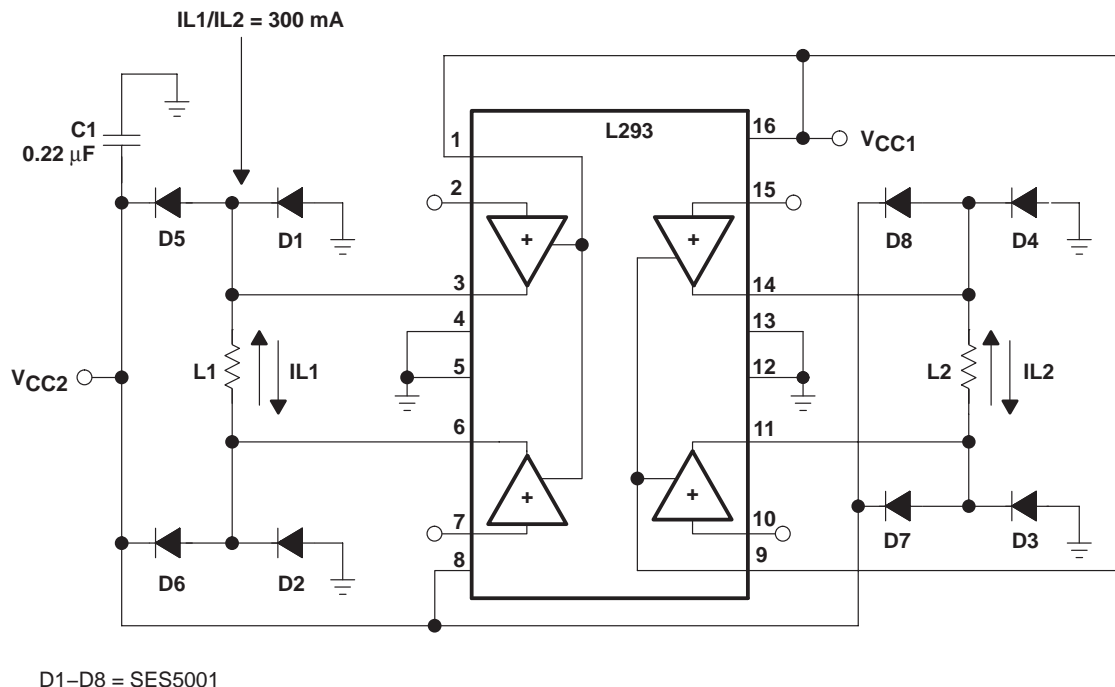 IL1/IL2 = 300 mA
C1
0.22 μF
L293
1
16
VCC1
2
15
D5
D1
D8
D4
+
+
3
14
4
13
L1
IL1
5
12
L2
IL2
VCC2
6
11
+
+
7
10
D6
D2
8
9
D7
D3
D1–D8 = SES5001